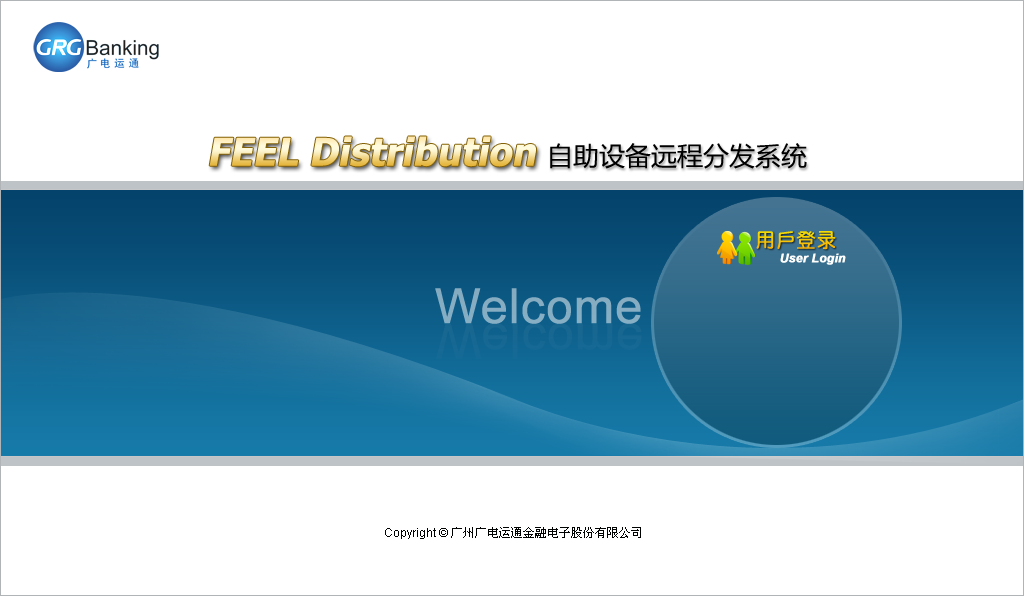 GRG Banking
广电运通
FEEL Distribution 自助设备远程分发系统
用戶登录
User Login
Welcome
Copyright © 广州广电运通金融电子股份有限公司